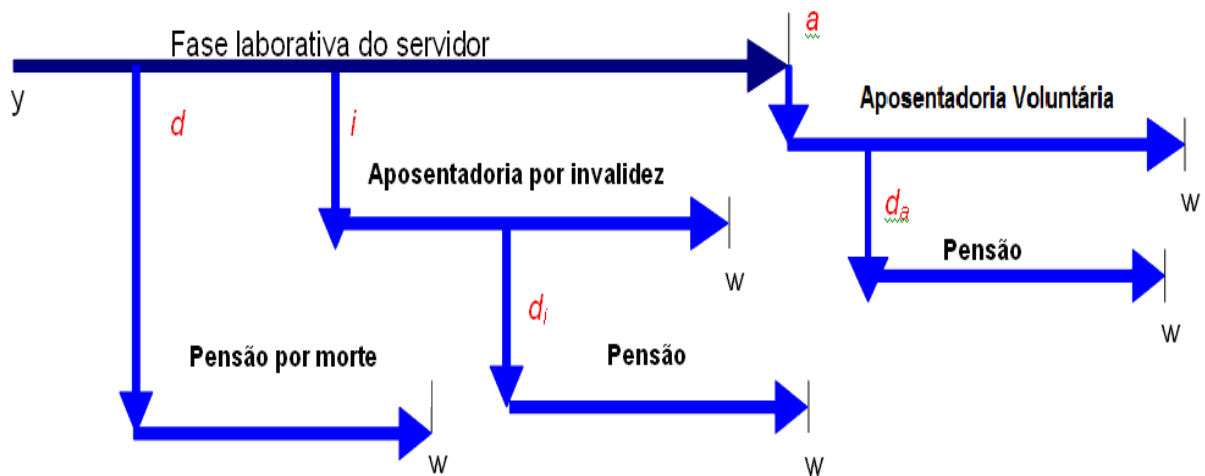 a
Fase laborativa do servidor
y
Aposentadoria Voluntária
d
i
Aposentadoria por invalidez
w
dₐ
Pensão
w
w
dᵢ
Pensão por morte
Pensão
w
w